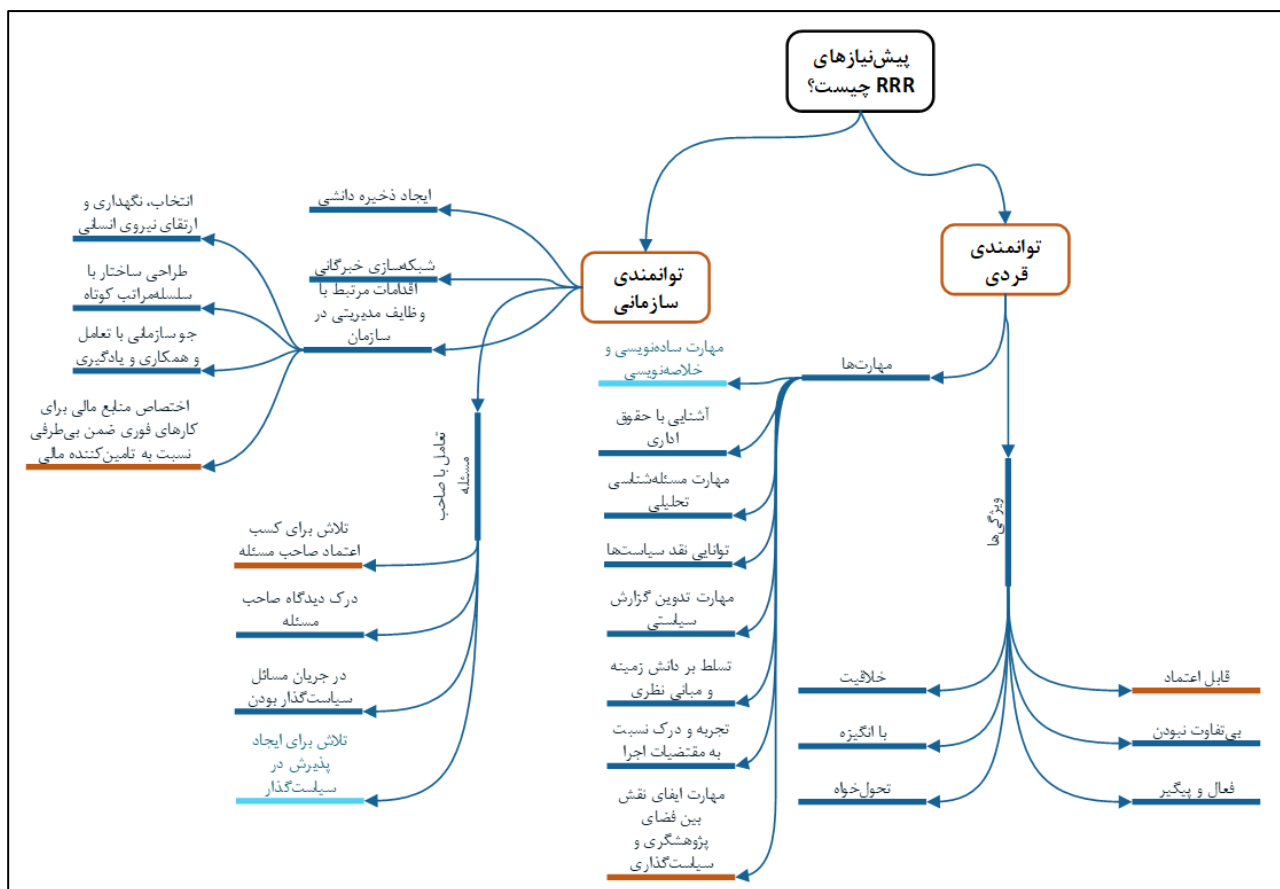 پیش‌نیازهای
RRR چیست؟
توانمندی
قردی
مهارت‌ها
مهارت ساده‌نویسی و
خلاصه‌نویسی
آشنایی با حقوق
اداری
مهارت مسئله‌شناسی
تحلیلی
توانایی نقد سیاست‌ها
مهارت تدوین گزارش
سیاستی
تسلط بر دانش زمینه
و مبانی نظری
تجربه و درک نسبت
به مقتضیات اجرا
مهارت ایفای نقش
بین فضای
پژوهشگری و
سیاست‌گذاری
ویژگی‌ها
قابل اعتماد
بی‌تفاوت نبودن
فعال و پیگیر
خلاقیت
با انگیزه
تحول‌خواه
توانمندی
سازمانی
ایجاد ذخیره دانشی
شبکه‌سازی خبرگانی
اقدامات مرتبط با
وظایف مدیریتی در
سازمان
انتخاب، نگهداری و
ارتقای نیروی انسانی
طراحی ساختار با
سلسله‌مراتب کوتاه
جو سازمانی با تعامل
و همکاری و یادگیری
اختصاص منابع مالی برای
کارهای فوری ضمن بی‌طرفی
نسبت به تامین‌کننده مالی
تعامل با صاحب
مسئله
تلاش برای کسب
اعتماد صاحب مسئله
درک دیدگاه صاحب
مسئله
در جریان مسائل
سیاست‌گذار بودن
تلاش برای ایجاد
پذیرش در
سیاست‌گذار